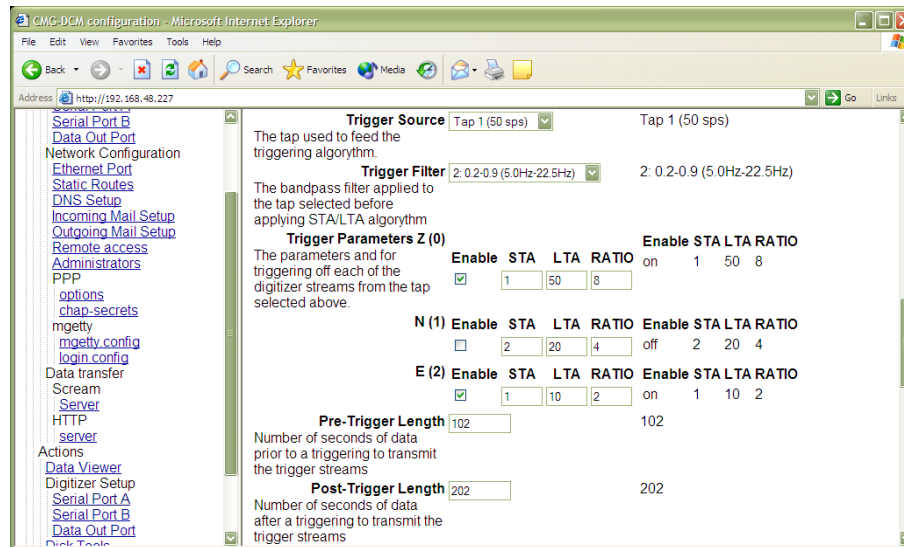 CMG-DCM configuration - Microsoft Internet Explorer
File Edit View Favorites Tools Help
Back Search Favorites Media
Address http://192.168.48.227 Go Links
Serial Port A
Serial Port B
Data Out Port
Network Configuration
Ethernet Port
Static Routes
DNS Setup
Incoming Mail Setup
Outgoing Mail Setup
Remote access
Administrators
PPP
options
chap-secrets
mgetty
mgetty.config
login.config
Data transfer
Scream
Server
HTTP
server
Actions
Data Viewer
Digitizer Setup
Serial Port A
Serial Port B
Data Out Port
Disk Tools
Trigger Source Tap 1 (50 sps) Tap 1 (50 sps)
The tap used to feed the
triggering algorythm.
Trigger Filter 2: 0.2-0.9 (5.0Hz-22.5Hz) 2: 0.2-0.9 (5.0Hz-22.5Hz)
The bandpass filter applied to
the tap selected before
applying STA/LTA algorythm
Trigger Parameters Z (0)
The parameters and for
triggering off each of the
digitizer streams from the tap
selected above.
Enable STA LTA RATIO Enable STA LTA RATIO
1 50 8 on 1 50 8
N (1) Enable STA LTA RATIO Enable STA LTA RATIO
2 20 4 off 2 20 4
E (2) Enable STA LTA RATIO Enable STA LTA RATIO
1 10 2 on 1 10 2
Pre-Trigger Length 102 102
Number of seconds of data
prior to a triggering to transmit
the trigger streams
Post-Trigger Length 202 202
Number of seconds of data
after a triggering to transmit the
trigger streams